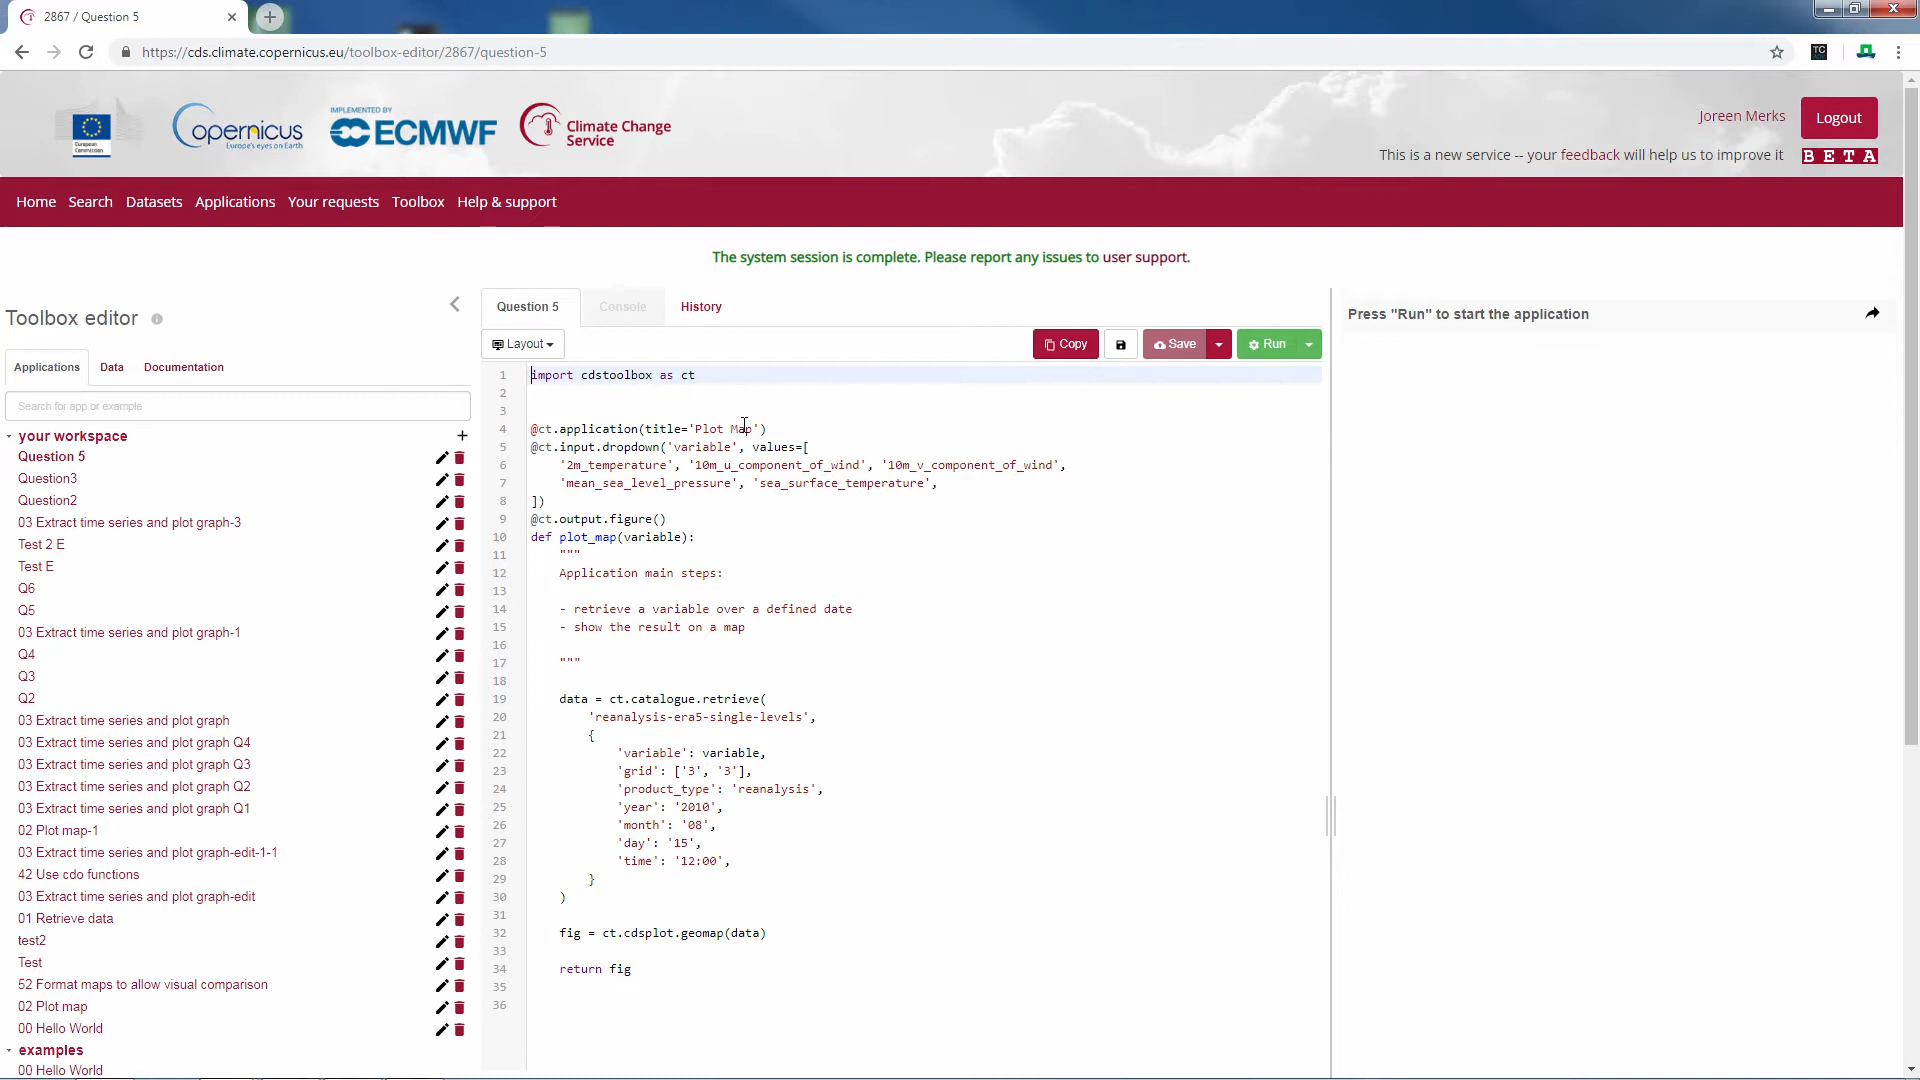 2867 / Question 5
https://cds.climate.copernicus.eu/toolbox-editor/2867/question-5
TC
European
Commission
opernicus
Europe's eyes on Earth
IMPLEMENTED BY
ECMWF
Climate Change
Service
Joreen Merks
Logout
This is a new service -- your feedback will help us to improve it
BETA
Home Search Datasets Applications Your requests Toolbox Help & support
The system session is complete. Please report any issues to user support.
Toolbox editor
Applications Data Documentation
Search for app or example
your workspace
Question 5
Question3
Question2
03 Extract time series and plot graph-3
Test 2 E
Test E
Q6
Q5
03 Extract time series and plot graph-1
Q4
Q3
Q2
03 Extract time series and plot graph
03 Extract time series and plot graph Q4
03 Extract time series and plot graph Q3
03 Extract time series and plot graph Q2
03 Extract time series and plot graph Q1
02 Plot map-1
03 Extract time series and plot graph-edit-1-1
42 Use cdo functions
03 Extract time series and plot graph-edit
01 Retrieve data
test2
Test
52 Format maps to allow visual comparison
02 Plot map
00 Hello World
examples
00 Hello World
Question 5 Console History
Layout Copy Save Run
1 import cdstoolbox as ct
2
3
4 @ct.application(title='Plot Map')
5 @ct.input.dropdown('variable', values=[
6 '2m_temperature', '10m_u_component_of_wind', '10m_v_component_of_wind',
7 'mean_sea_level_pressure', 'sea_surface_temperature',
8 ])
9 @ct.output.figure()
10 def plot_map(variable):
11 """
12 Application main steps:
13
14 - retrieve a variable over a defined date
15 - show the result on a map
16
17 """
18
19 data = ct.catalogue.retrieve(
20 'reanalysis-era5-single-levels',
21 {
22 'variable': variable,
23 'grid': ['3', '3'],
24 'product_type': 'reanalysis',
25 'year': '2010',
26 'month': '08',
27 'day': '15',
28 'time': '12:00',
29 }
30 )
31
32 fig = ct.cdsplot.geomap(data)
33
34 return fig
35
36
Press "Run" to start the application